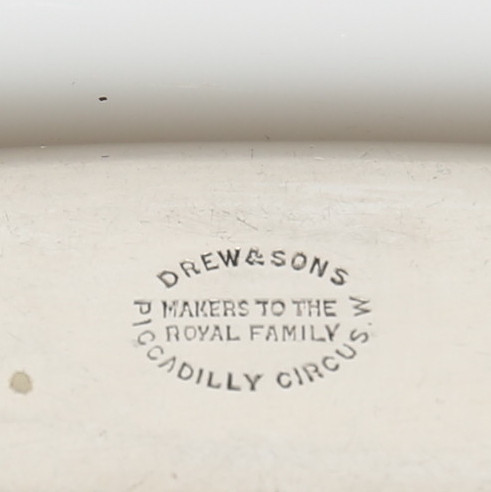 DREW & SONS
MAKERS TO THE
ROYAL FAMILY
PICCADILLY CIRCUS. W